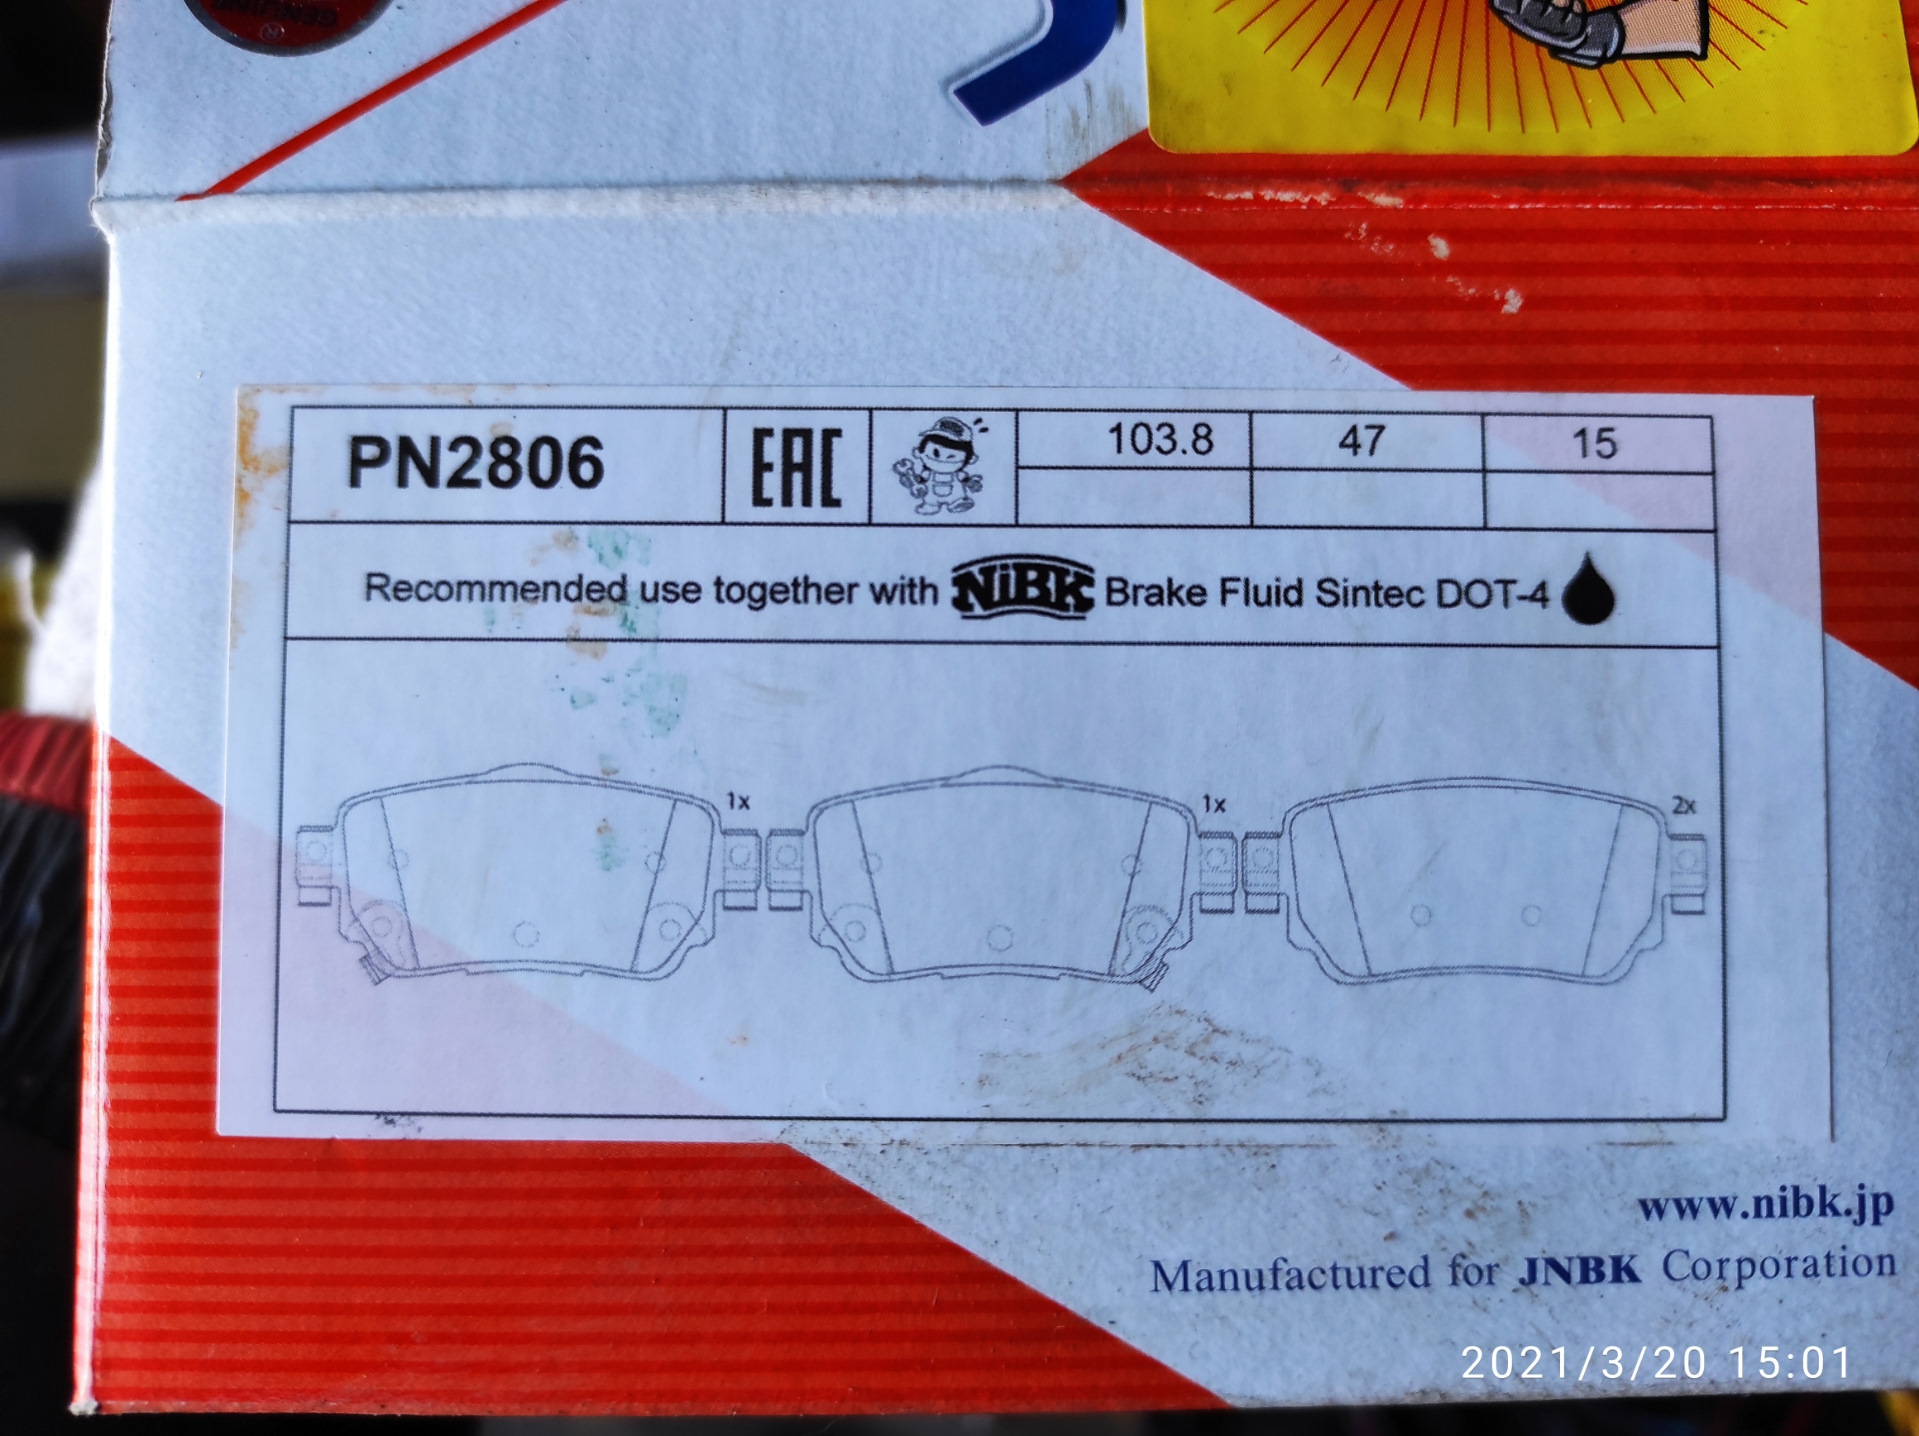 GENUINE
®
PN2806 EAC 103.8 47 15
Recommended use together with NiBK Brake Fluid Sintec DOT-4
1x 1x 2x
www.nibk.jp
Manufactured for JNBK Corporation
2021/3/20 15:01